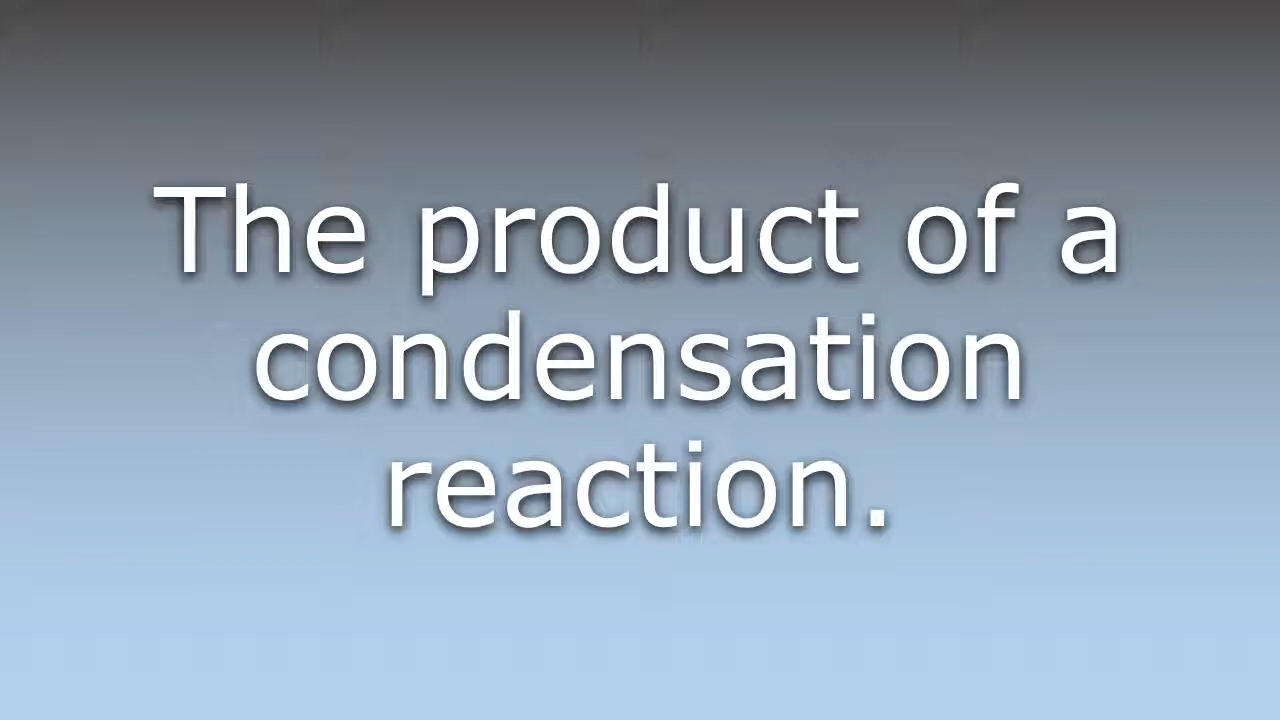 The product of a
condensation
reaction.